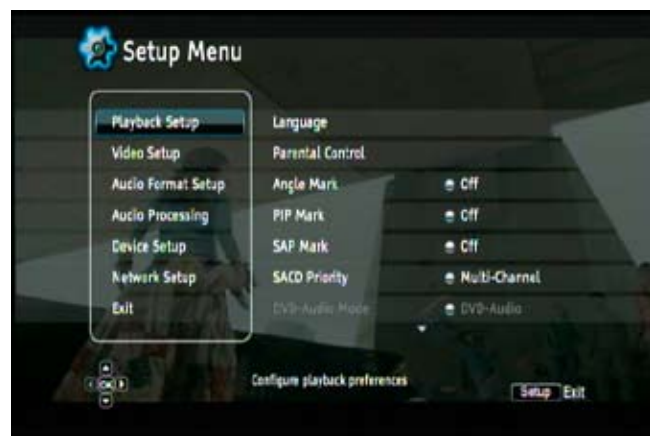 Setup Menu
Playback Setup
Language
Video Setup
Parental Control
Audio Format Setup
Angle Mark
Off
Audio Processing
PIP Mark
Off
Device Setup
SAP Mark
Off
Network Setup
SACD Priority
Multi-Channel
Exit
DVD-Audio Mode
DVD-Audio
OK
Configure playback preferences
Setup Exit